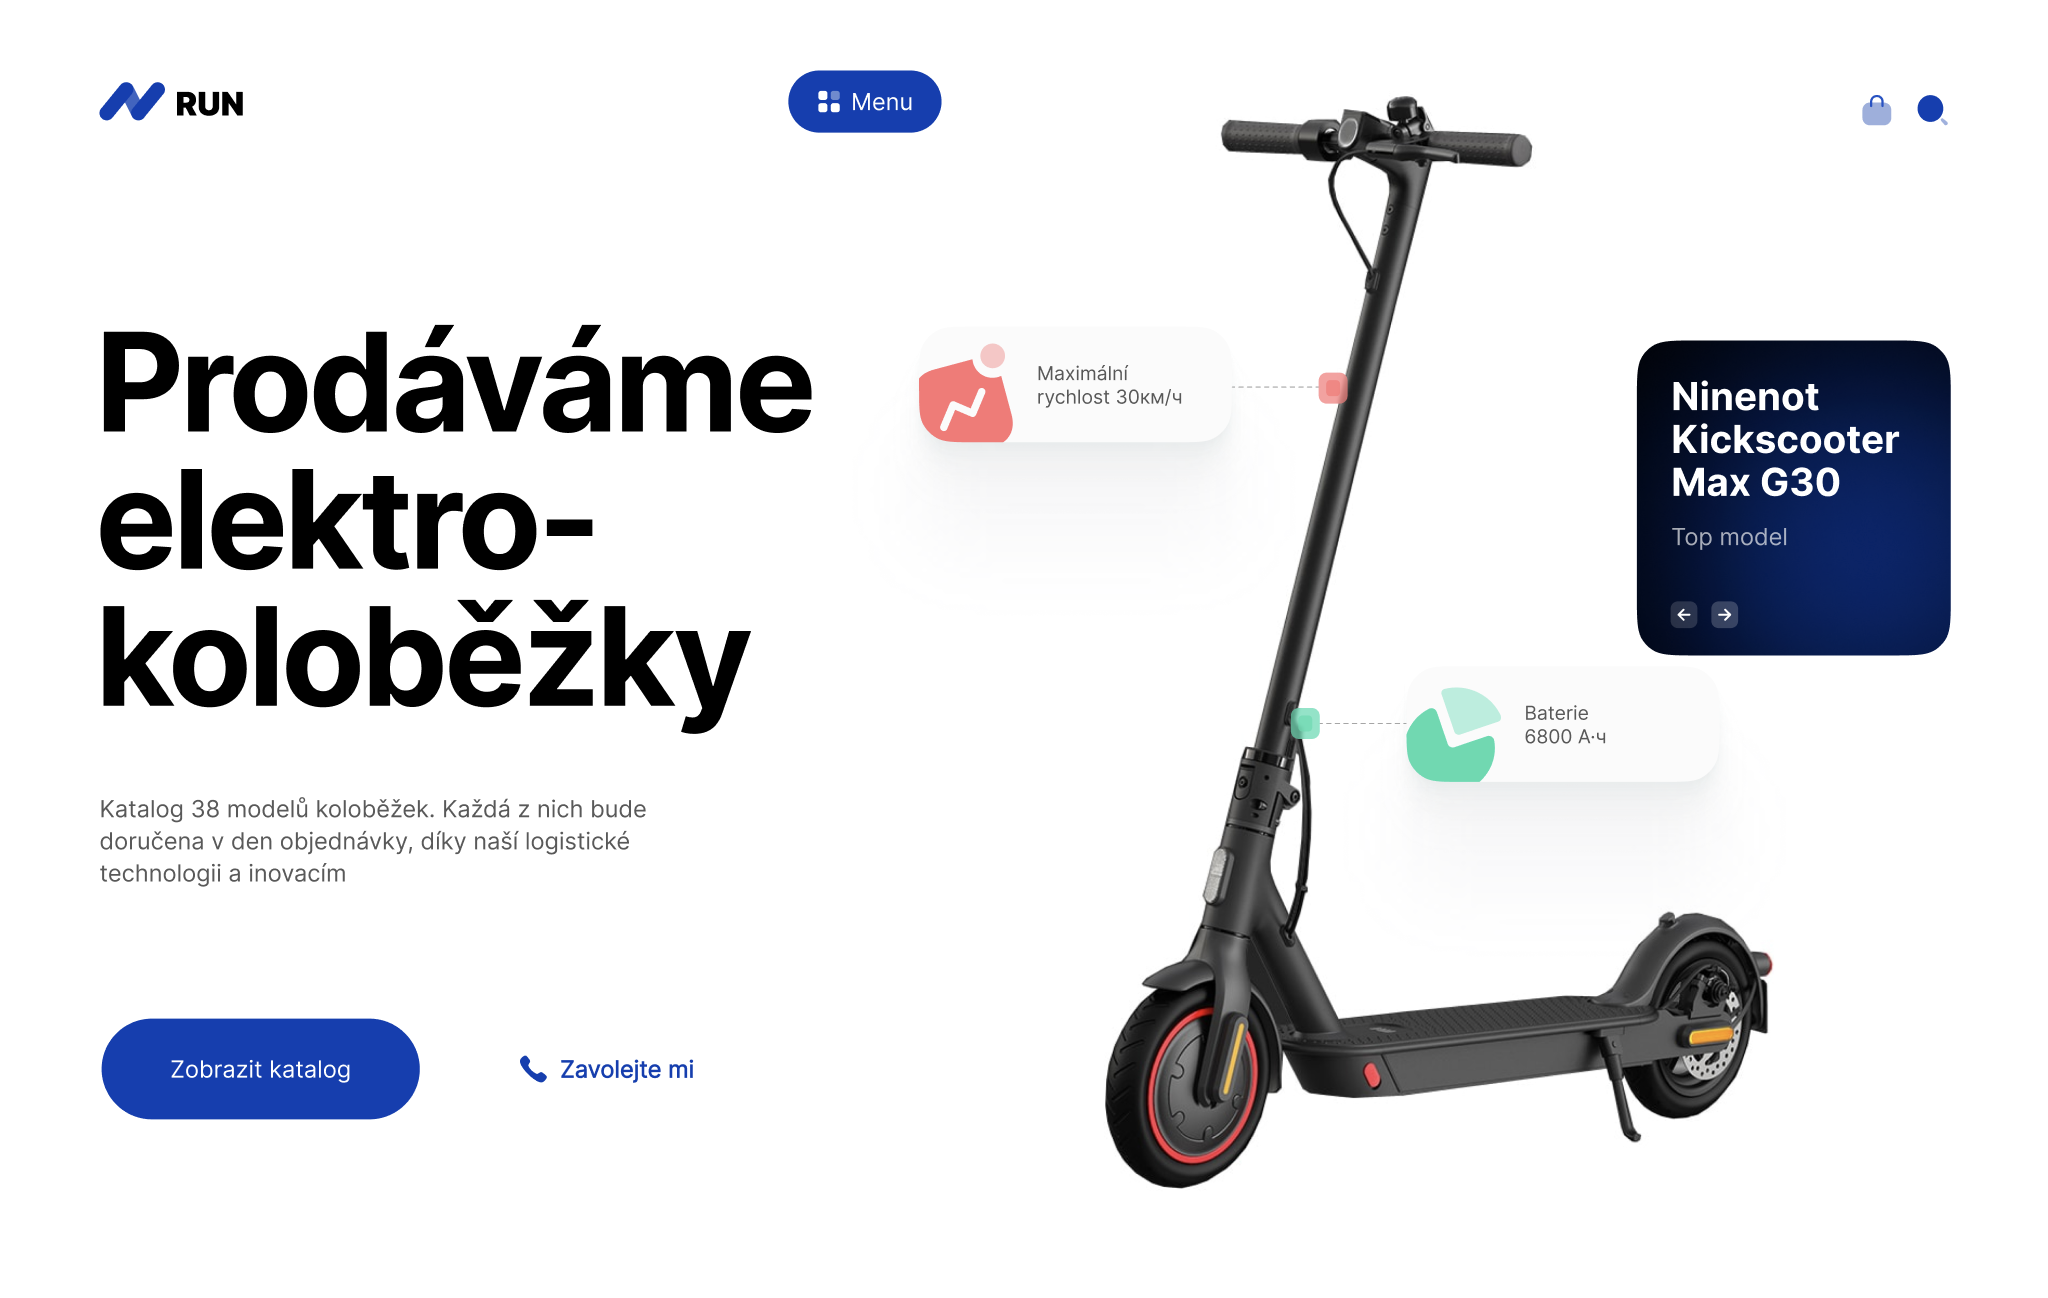 RUN
Menu
Prodáváme
elektro-
koloběžky
Maximální
rychlost 30км/ч
Ninenot
Kickscooter
Max G30
Top model
Baterie
6800 А·ч
Katalog 38 modelů koloběžek. Každá z nich bude
doručena v den objednávky, díky naší logistické
technologii a inovacím
Zobrazit katalog
Zavolejte mi